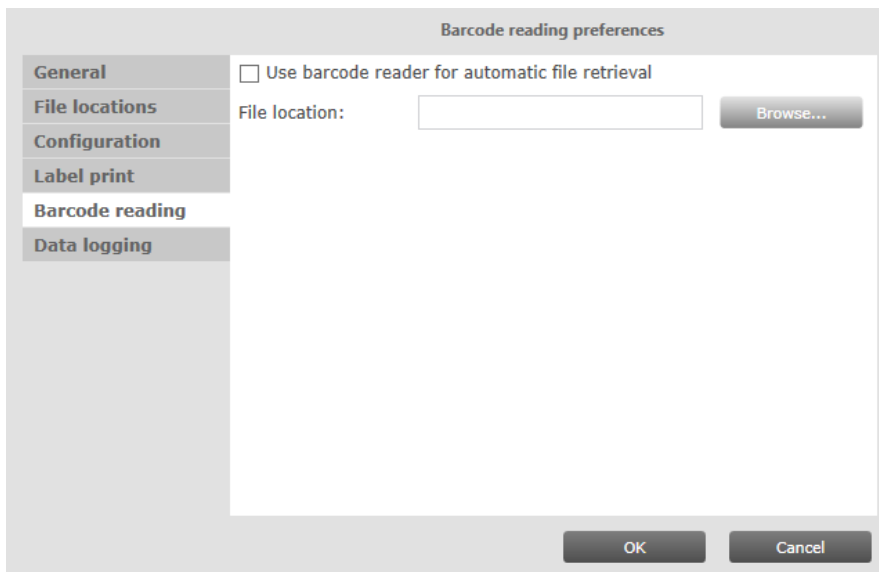 Barcode reading preferences
General
File locations
Configuration
Label print
Barcode reading
Data logging
Use barcode reader for automatic file retrieval
File location:
Browse...
OK
Cancel